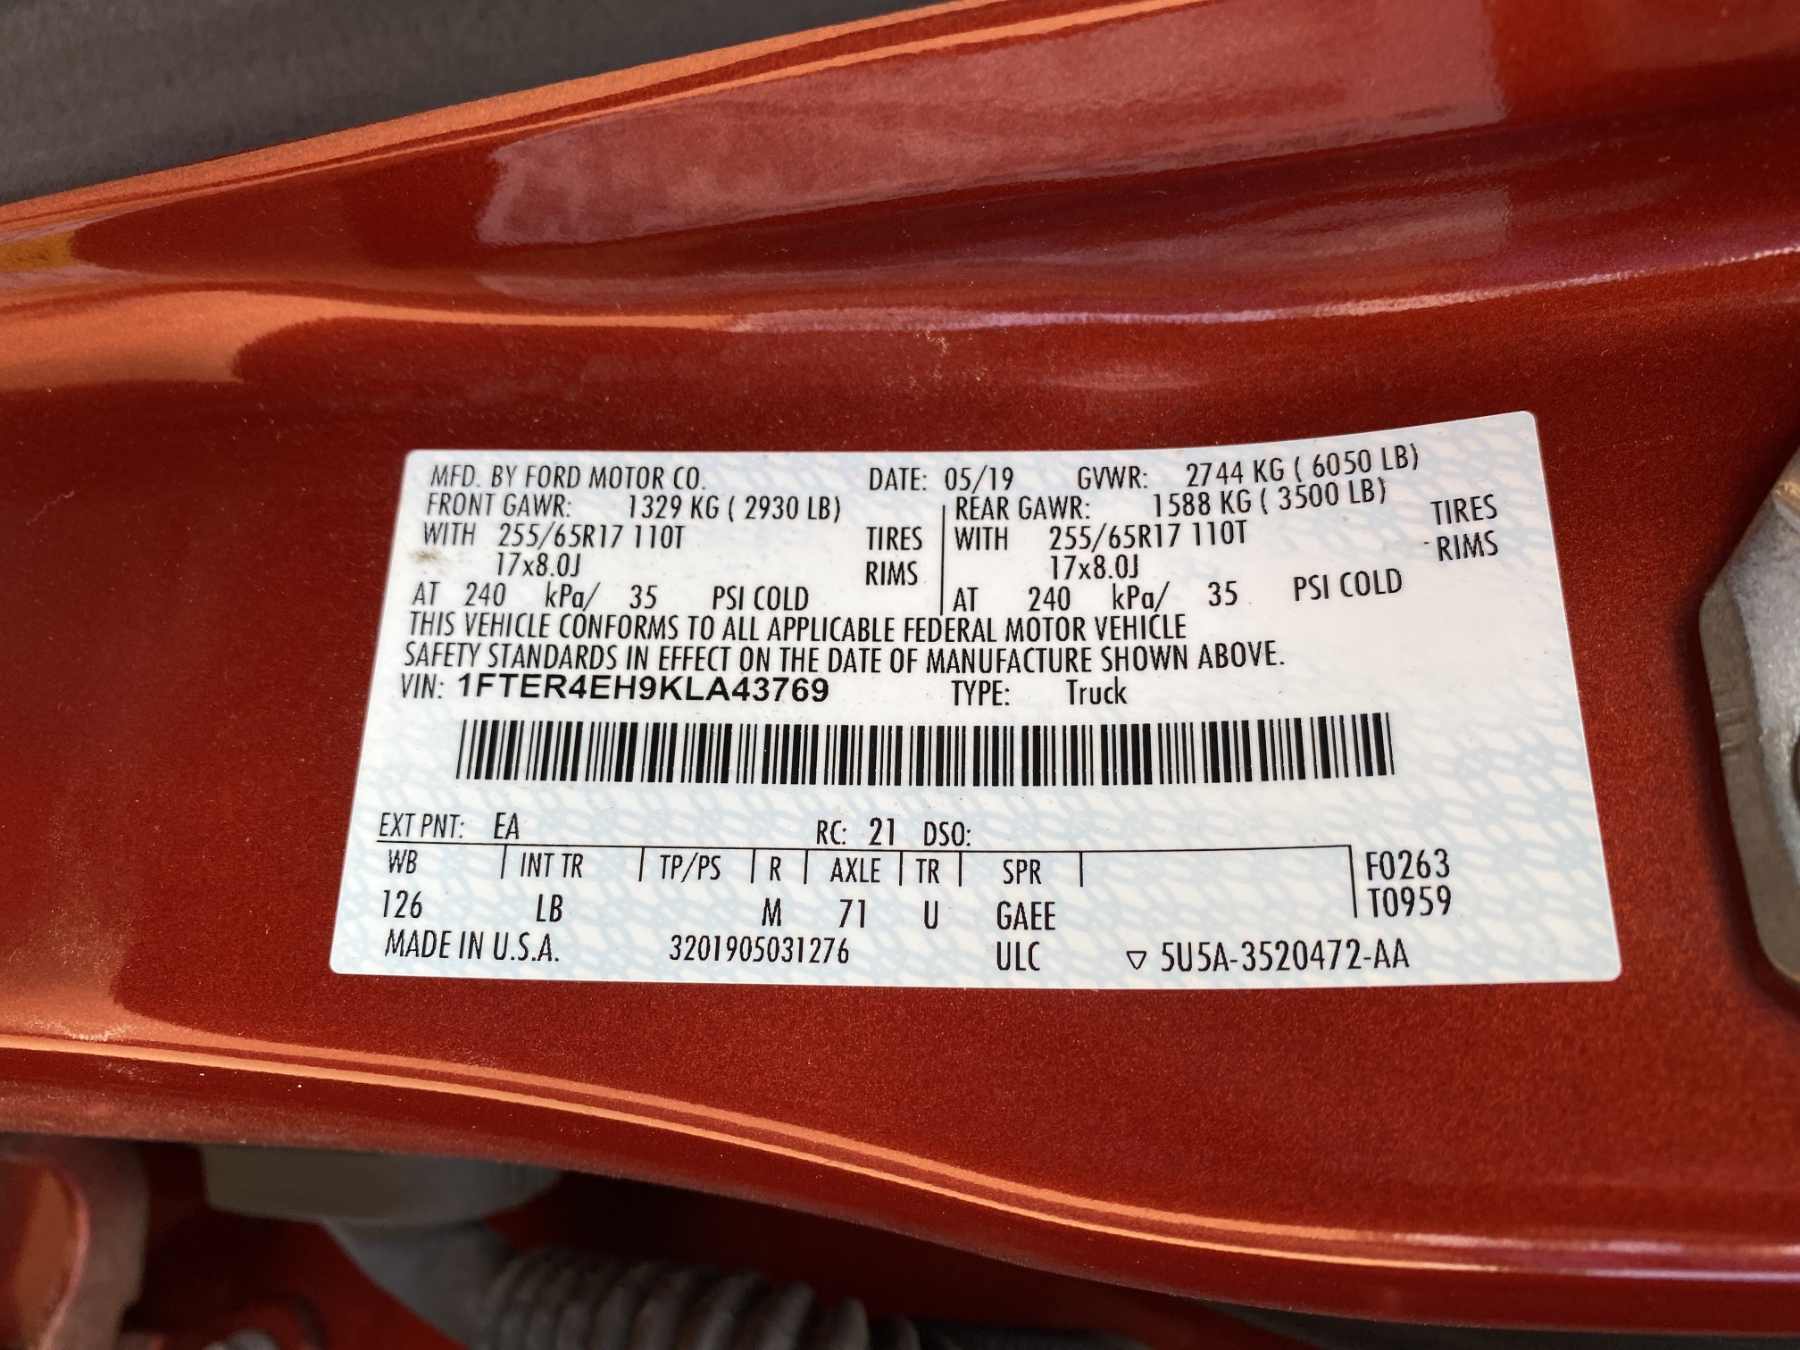 MFD. BY FORD MOTOR CO. DATE: 05/19 GVWR: 2744 KG ( 6050 LB)
FRONT GAWR: 1329 KG ( 2930 LB) REAR GAWR: 1588 KG ( 3500 LB)
WITH 255/65R17 110T TIRES WITH 255/65R17 110T TIRES
17x8.0J RIMS 17x8.0J RIMS
AT 240 kPa/ 35 PSI COLD AT 240 kPa/ 35 PSI COLD
THIS VEHICLE CONFORMS TO ALL APPLICABLE FEDERAL MOTOR VEHICLE
SAFETY STANDARDS IN EFFECT ON THE DATE OF MANUFACTURE SHOWN ABOVE.
VIN: 1FTER4EH9KLA43769 TYPE: Truck
EXT PNT: EA RC: 21 DSO:
WB INT TR TP/PS R AXLE TR SPR F0263
126 LB M 71 U GAEE T0959
MADE IN U.S.A. 3201905031276 ULC ▽ 5U5A-3520472-AA